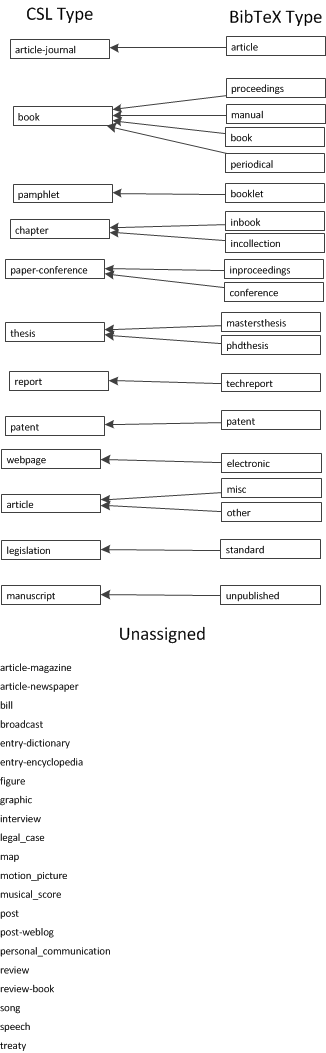 CSL Type BibTeX Type
article-journal article
proceedings
book manual
book
periodical
pamphlet booklet
chapter inbook
incollection
paper-conference inproceedings
conference
thesis mastersthesis
phdthesis
report techreport
patent patent
webpage electronic
misc
article other
legislation standard
manuscript unpublished
Unassigned
article-magazine
article-newspaper
bill
broadcast
entry-dictionary
entry-encyclopedia
figure
graphic
interview
legal_case
map
motion_picture
musical_score
post
post-weblog
personal_communication
review
review-book
song
speech
treaty